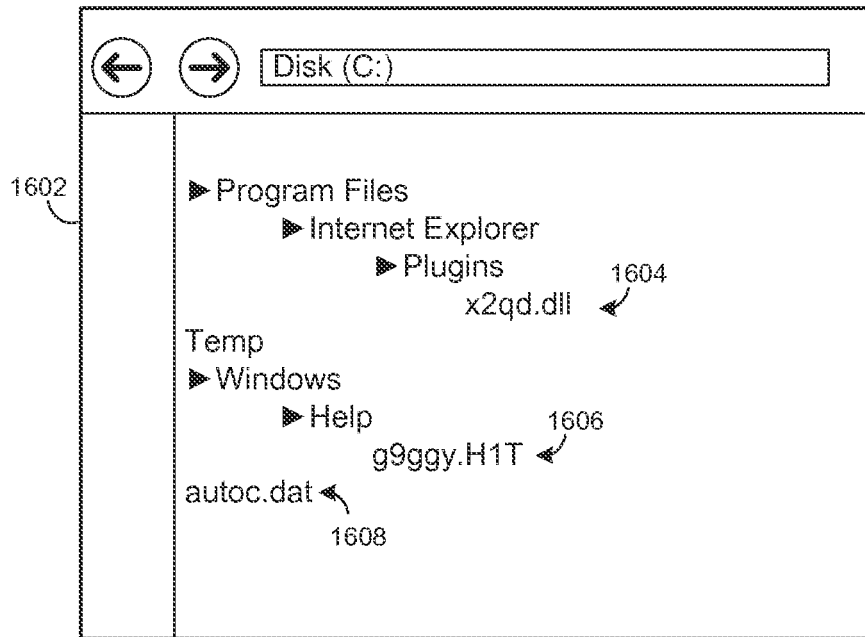 Disk (C:)
1602
Program Files
Internet Explorer
Plugins
1604
x2qd.dll
Temp
Windows
Help
1606
g9ggy.H1T
autoc.dat
1608